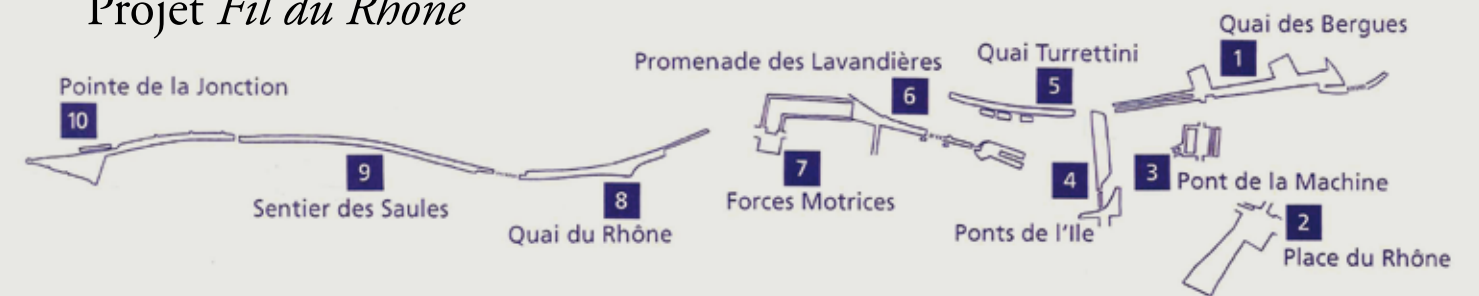 Projet Fil du Rhône
Quai des Bergues
1
Quai Turrettini
5
Promenade des Lavandières
6
Pointe de la Jonction
10
9
Sentier des Saules
8
Quai du Rhône
7
Forces Motrices
4
Ponts de l'Ile
3 Pont de la Machine
2
Place du Rhône